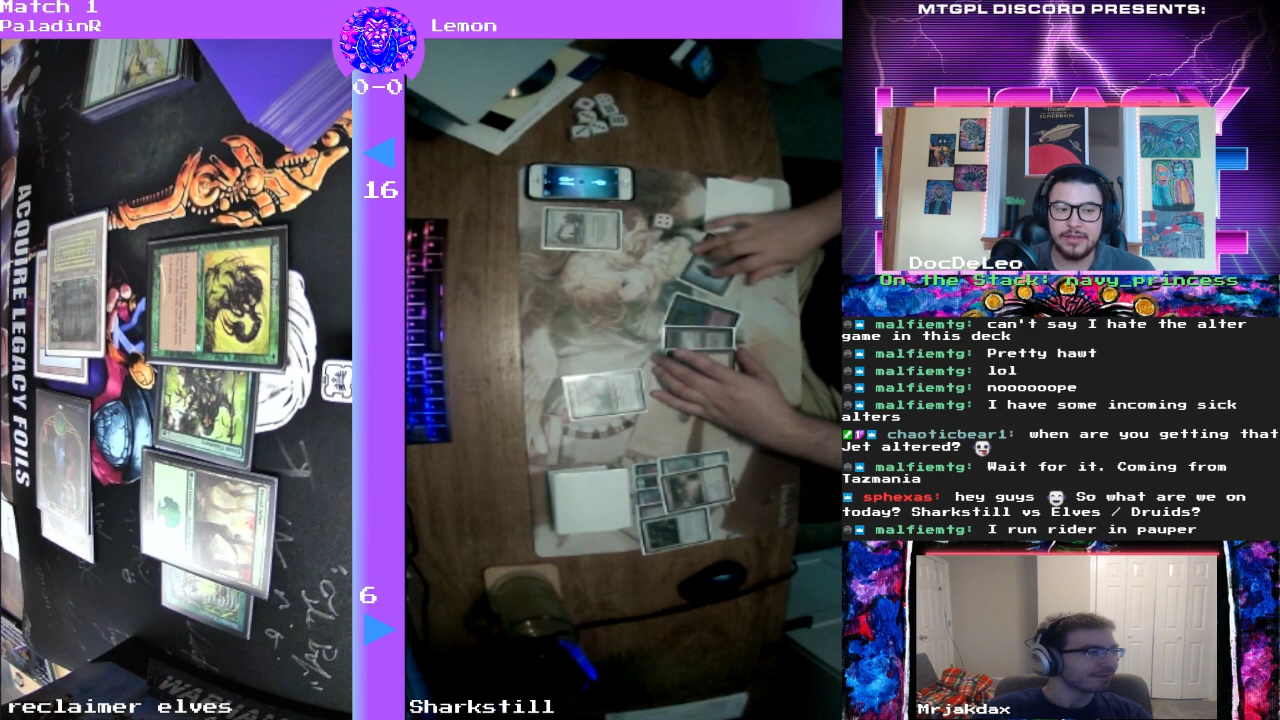 Match 1
PaladinR
Lemon
0-0
16
6
ACQUIRE LEGACY FOILS
reclaimer elves
Sharkstill
MTGPL DISCORD PRESENTS:
LEGACY
TOMORROW
DocDeLeo
On the Stack: navy_princess
malfiemtg: can't say I hate the alter
game in this deck
malfiemtg: Pretty hawt
malfiemtg: lol
malfiemtg: noooooope
malfiemtg: I have some incoming sick
alters
chaoticbear1: when are you getting that
Jet altered?
malfiemtg: Wait for it. Coming from
Tazmania
sphexas: hey guys So what are we on
today? Sharkstill vs Elves / Druids?
malfiemtg: I run rider in pauper
Mrjakdax